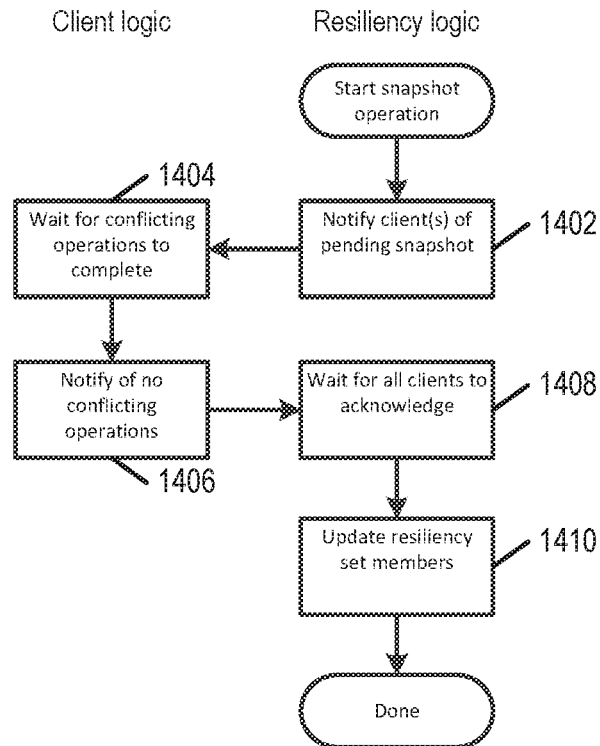 Client logic
Resiliency logic
Start snapshot
operation
1404
Wait for conflicting
operations to
complete
Notify client(s) of
pending snapshot
1402
Notify of no
conflicting
operations
1406
Wait for all clients to
acknowledge
1408
Update resiliency
set members
1410
Done